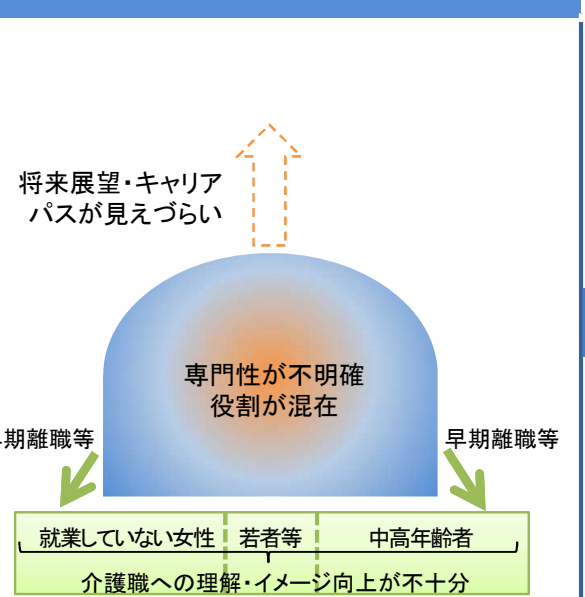 将来展望・キャリア
パスが見えづらい
専門性が不明確
役割が混在
期離職等
早期離職等
就業していない女性 若者等 中高年齢者
介護職への理解・イメージ向上が不十分